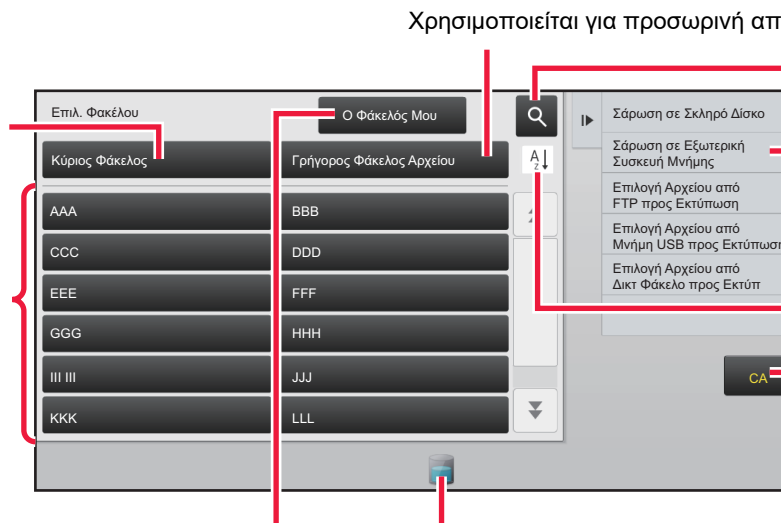 Χρησιμοποιείται για προσωρινή απ
Επιλ. Φακέλου
Ο Φάκελός Μου
Κύριος Φάκελος
Γρήγορος Φάκελος Αρχείου
A
z
AAA
BBB
CCC
DDD
EEE
FFF
GGG
HHH
III III
JJJ
KKK
LLL
Σάρωση σε Σκληρό Δίσκο
Σάρωση σε Εξωτερική
Συσκευή Μνήμης
Επιλογή Αρχείου από
FTP προς Εκτύπωση
Επιλογή Αρχείου από
Μνήμη USB προς Εκτύπωση
Επιλογή Αρχείου από
Δικτ Φάκελο προς Εκτύπ
CA